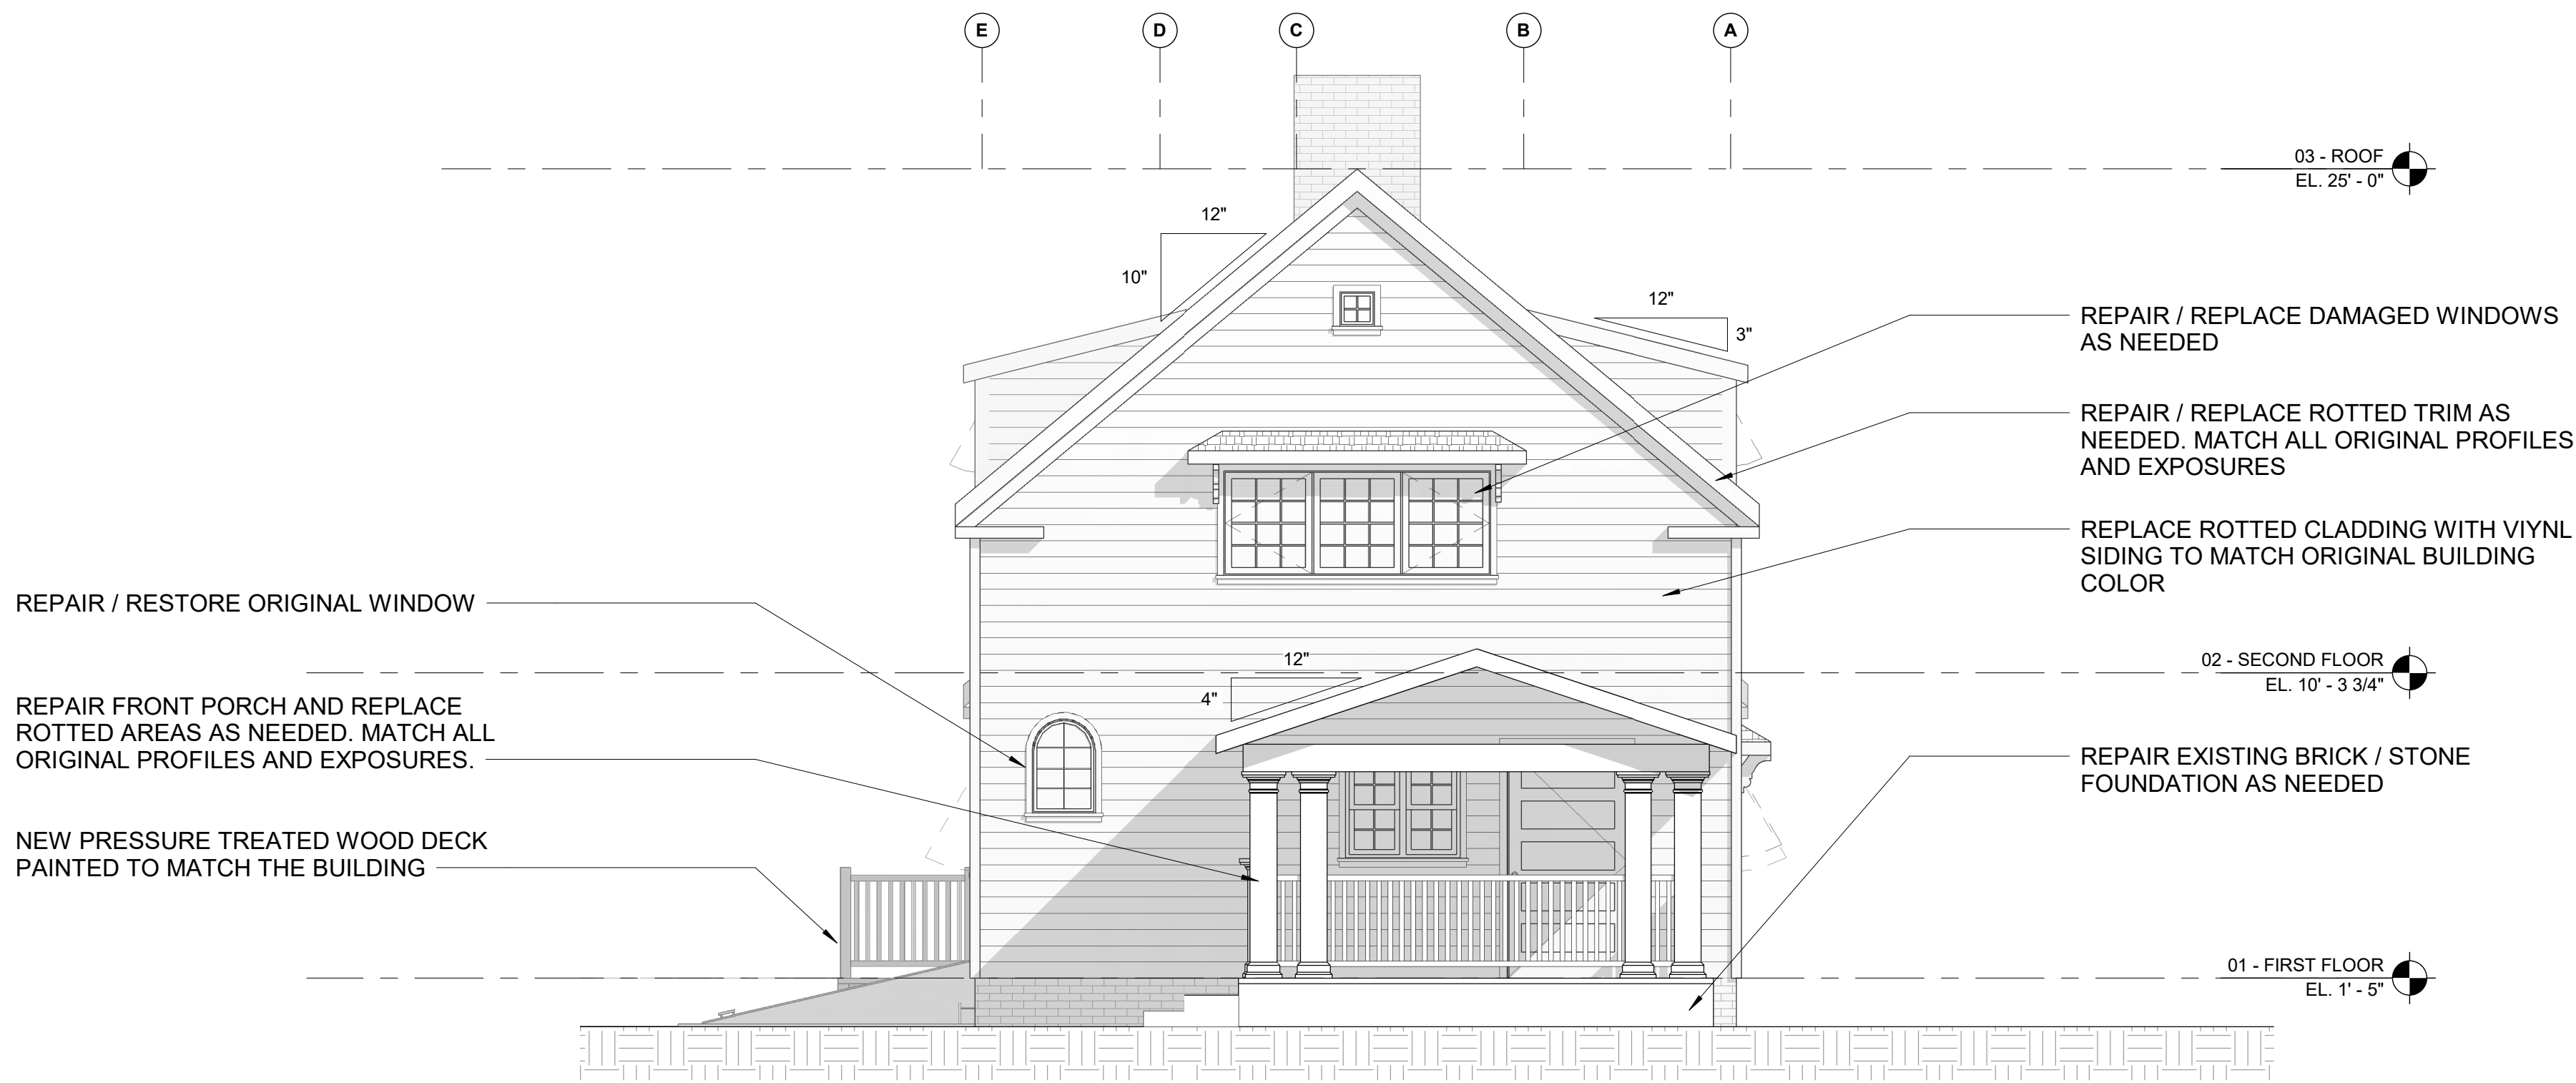 E
D
C
B
A
03 - ROOF
EL. 25' - 0"
12"
10"
12"
3"
REPAIR / REPLACE DAMAGED WINDOWS
AS NEEDED
REPAIR / REPLACE ROTTED TRIM AS
NEEDED. MATCH ALL ORIGINAL PROFILES
AND EXPOSURES
REPLACE ROTTED CLADDING WITH VIYNL
SIDING TO MATCH ORIGINAL BUILDING
COLOR
REPAIR / RESTORE ORIGINAL WINDOW
12"
4"
02 - SECOND FLOOR
EL. 10' - 3 3/4"
REPAIR FRONT PORCH AND REPLACE
ROTTED AREAS AS NEEDED. MATCH ALL
ORIGINAL PROFILES AND EXPOSURES.
REPAIR EXISTING BRICK / STONE
FOUNDATION AS NEEDED
NEW PRESSURE TREATED WOOD DECK
PAINTED TO MATCH THE BUILDING
01 - FIRST FLOOR
EL. 1' - 5"